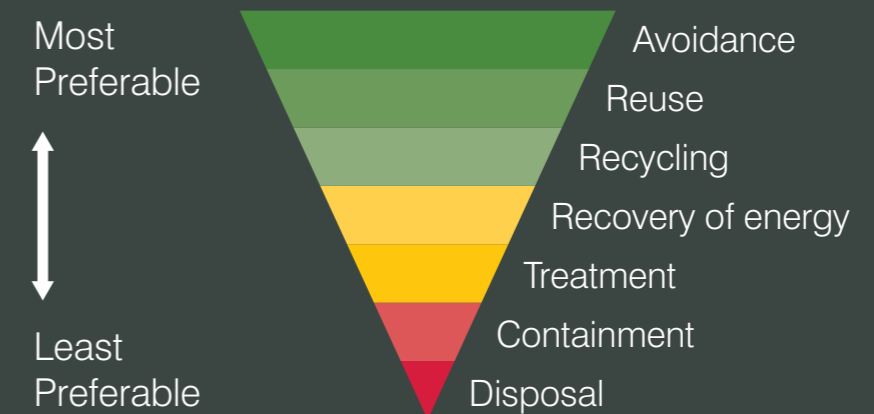 Most
Preferable
Avoidance
Reuse
Recycling
Recovery of energy
Treatment
Containment
Disposal
Least
Preferable